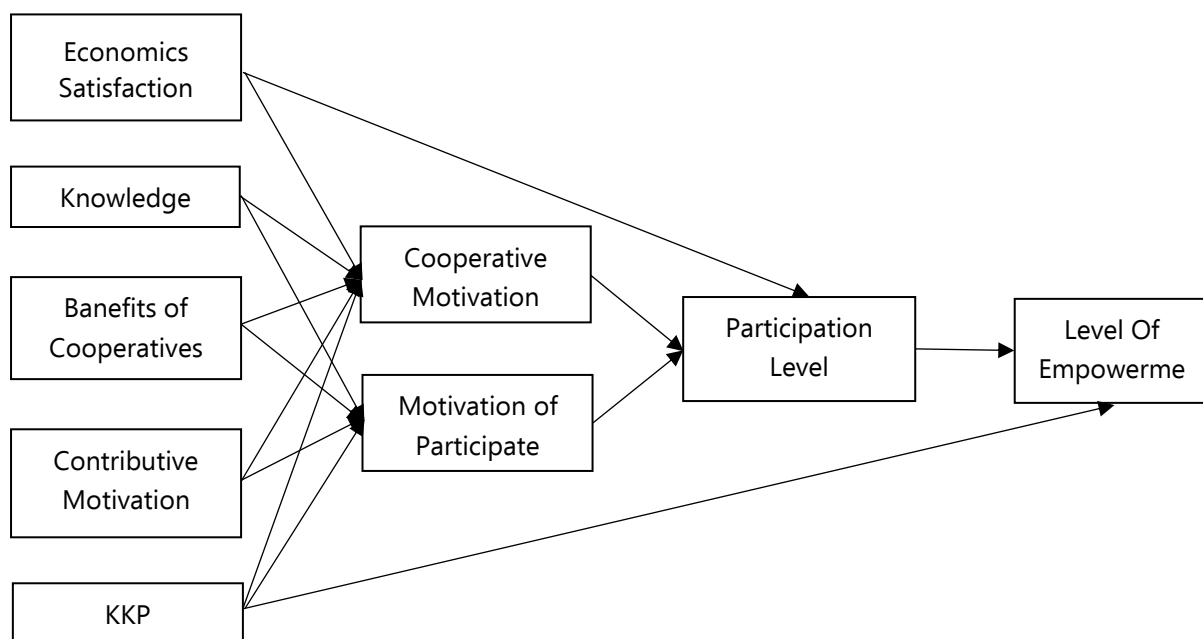 Economics
Satisfaction
Knowledge
Banefits of
Cooperatives
Contributive
Motivation
KKP
Cooperative
Motivation
Motivation of
Participate
Participation
Level
Level Of
Empowerme